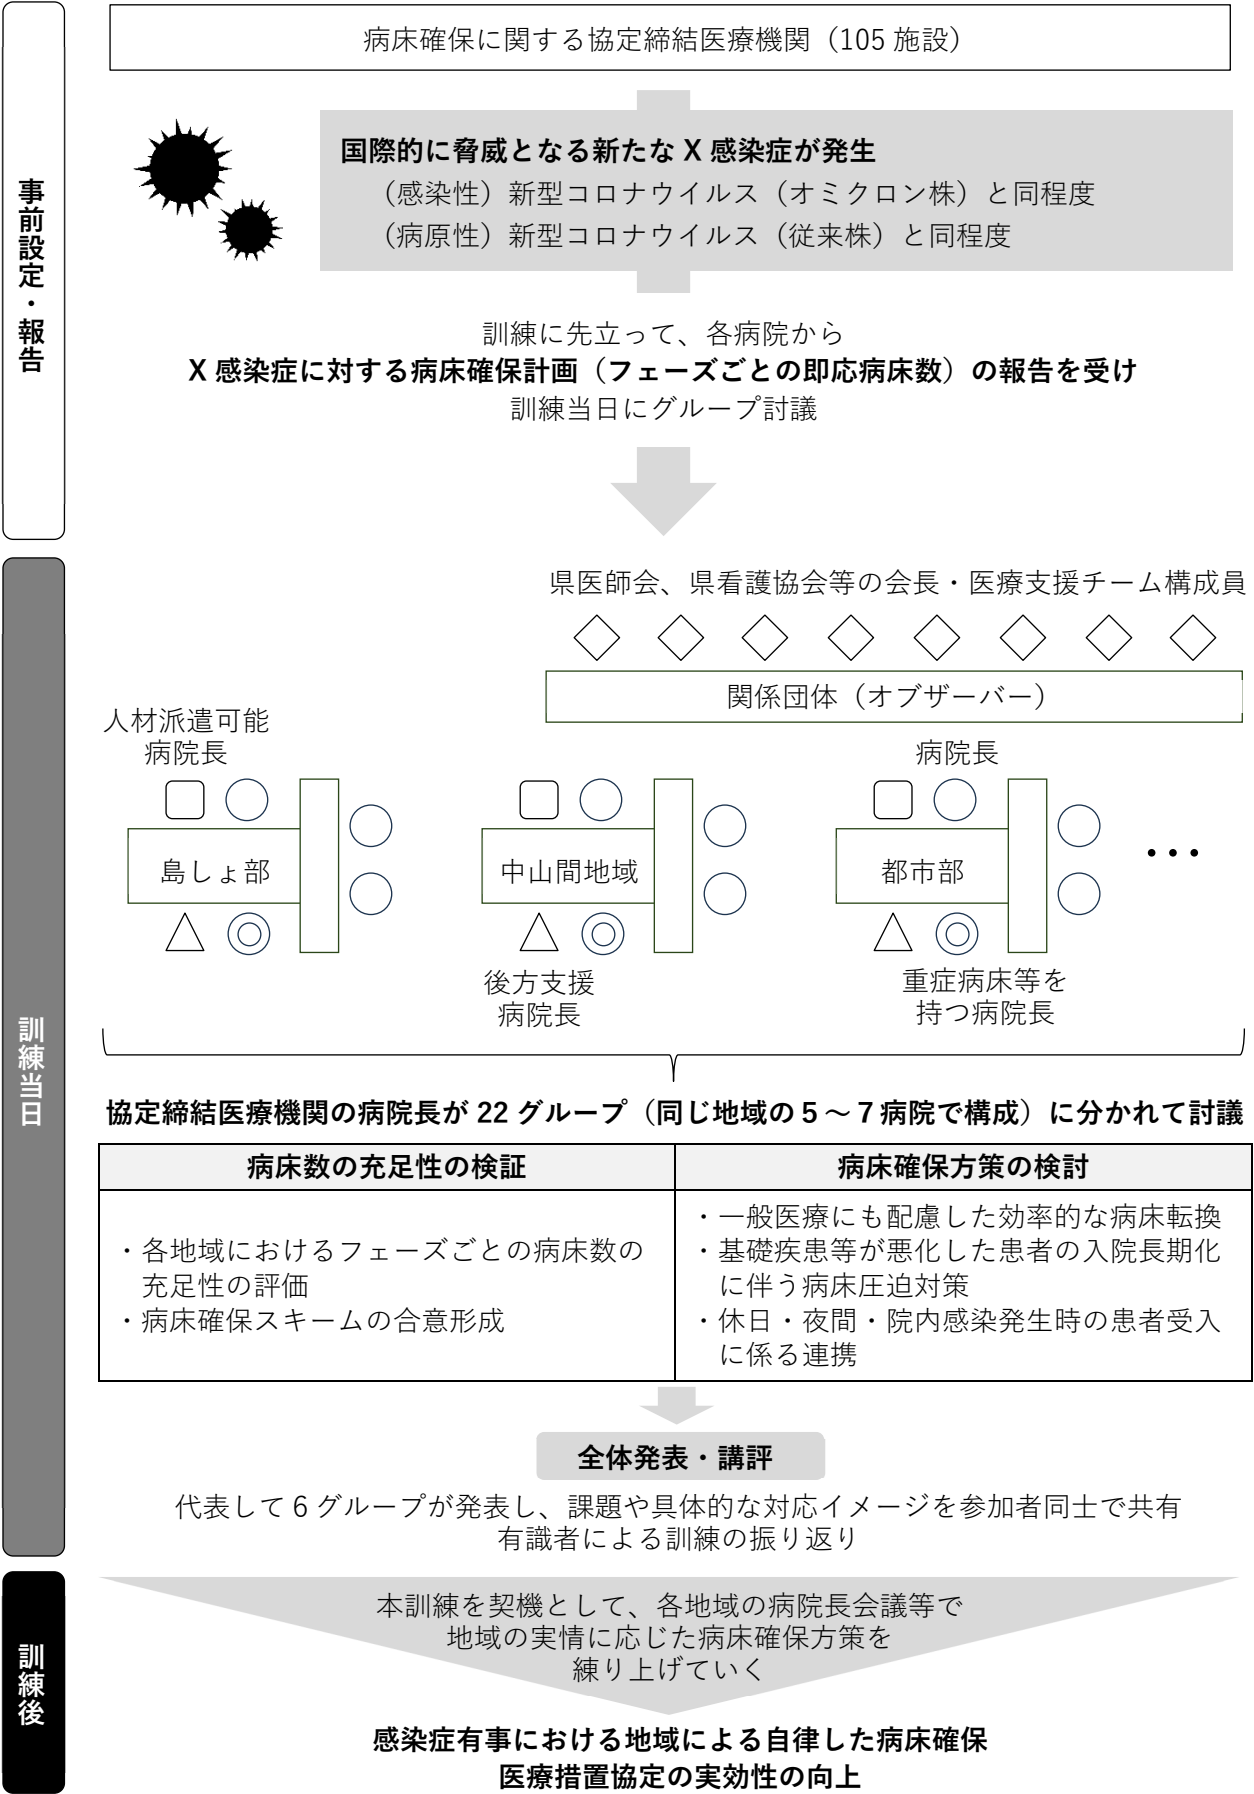 病床確保に関する協定締結医療機関（105 施設）
事前設定・報告
国際的に脅威となる新たな X 感染症が発生
（感染性）新型コロナウイルス（オミクロン株）と同程度
（病原性）新型コロナウイルス（従来株）と同程度
訓練に先立って、各病院から
X 感染症に対する病床確保計画（フェーズごとの即応病床数）の報告を受け
訓練当日にグループ討議
訓練当日
県医師会、県看護協会等の会長・医療支援チーム構成員
関係団体（オブザーバー）
人材派遣可能
病院長
病院長
島しょ部
中山間地域
都市部
・・・
後方支援
病院長
重症病床等を
持つ病院長
協定締結医療機関の病院長が 22 グループ（同じ地域の５～７病院で構成）に分かれて討議
病床数の充足性の検証
・各地域におけるフェーズごとの病床数の
充足性の評価
・病床確保スキームの合意形成
病床確保方策の検討
・一般医療にも配慮した効率的な病床転換
・基礎疾患等が悪化した患者の入院長期化
に伴う病床圧迫対策
・休日・夜間・院内感染発生時の患者受入
に係る連携
全体発表・講評
代表して６グループが発表し、課題や具体的な対応イメージを参加者同士で共有
有識者による訓練の振り返り
訓練後
本訓練を契機として、各地域の病院長会議等で
地域の実情に応じた病床確保方策を
練り上げていく
感染症有事における地域による自律した病床確保
医療措置協定の実効性の向上